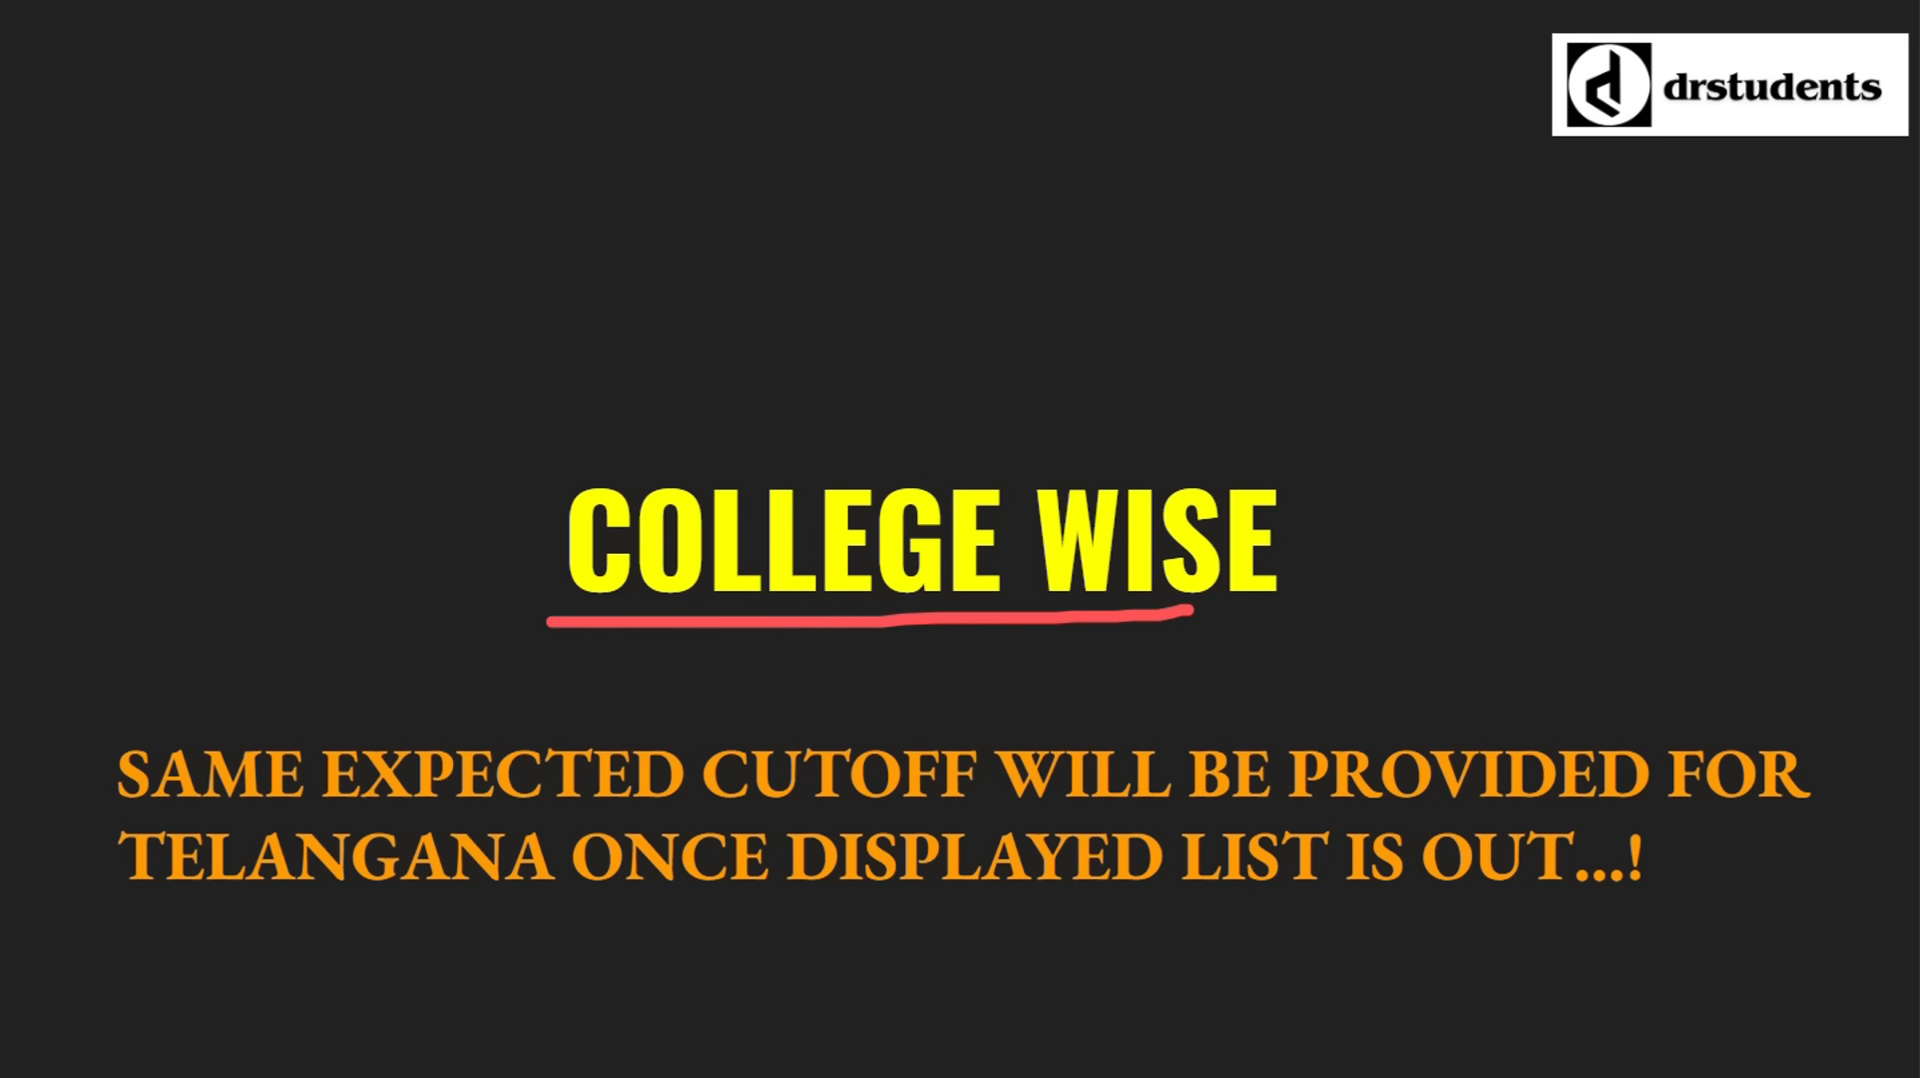 drstudents
COLLEGE WISE
SAME EXPECTED CUTOFF WILL BE PROVIDED FOR
TELANGANA ONCE DISPLAYED LIST IS OUT...!